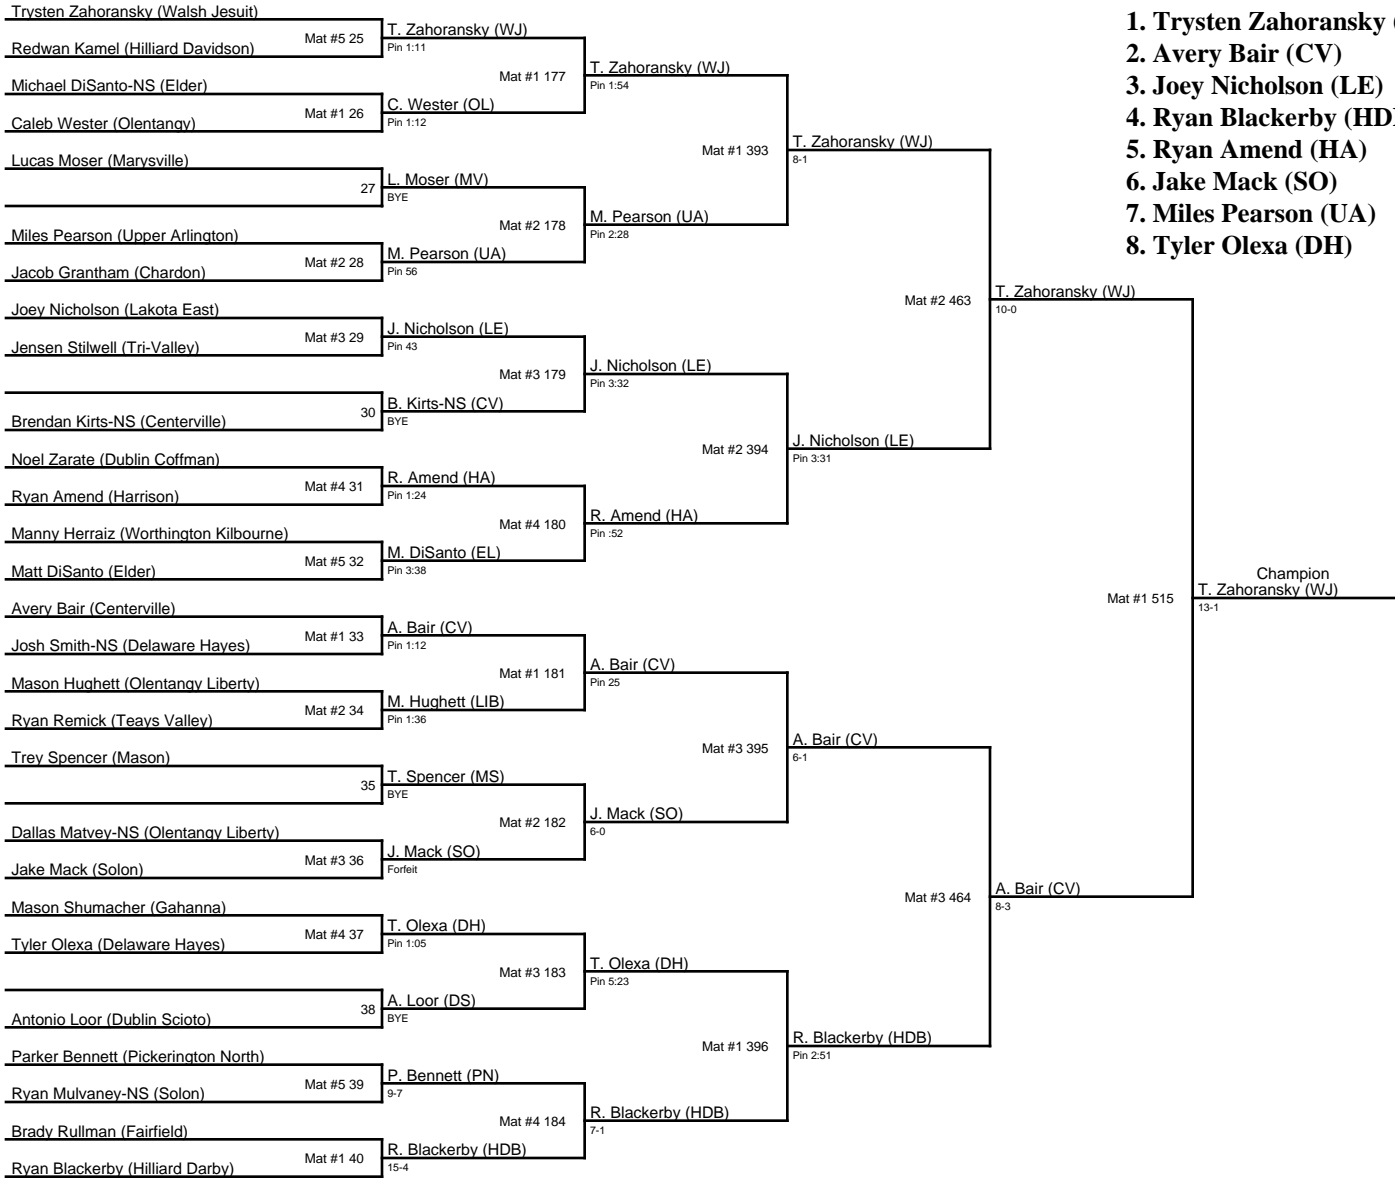 Trysten Zahoransky (Walsh Jesuit)
Redwan Kamel (Hilliard Davidson)
Michael DiSanto-NS (Elder)
Caleb Wester (Olentangy)
Lucas Moser (Marysville)
Miles Pearson (Upper Arlington)
Jacob Grantham (Chardon)
Joey Nicholson (Lakota East)
Jensen Stilwell (Tri-Valley)
Brendan Kirts-NS (Centerville)
Noel Zarate (Dublin Coffman)
Ryan Amend (Harrison)
Manny Herraiz (Worthington Kilbourne)
Matt DiSanto (Elder)
Avery Bair (Centerville)
Josh Smith-NS (Delaware Hayes)
Mason Hughett (Olentangy Liberty)
Ryan Remick (Teays Valley)
Trey Spencer (Mason)
Dallas Matvey-NS (Olentangy Liberty)
Jake Mack (Solon)
Mason Shumacher (Gahanna)
Tyler Olexa (Delaware Hayes)
Antonio Loor (Dublin Scioto)
Parker Bennett (Pickerington North)
Ryan Mulvaney-NS (Solon)
Brady Rullman (Fairfield)
Ryan Blackerby (Hilliard Darby)
Mat #5 25
Mat #1 26
27
Mat #2 28
Mat #3 29
30
Mat #4 31
Mat #5 32
Mat #1 33
Mat #2 34
35
Mat #3 36
Mat #4 37
38
Mat #5 39
Mat #1 40
T. Zahoransky (WJ)
Pin 1:11
C. Wester (OL)
Pin 1:12
L. Moser (MV)
BYE
M. Pearson (UA)
Pin 56
J. Nicholson (LE)
Pin 43
B. Kirts-NS (CV)
BYE
R. Amend (HA)
Pin 1:24
M. DiSanto (EL)
Pin 3:38
A. Bair (CV)
Pin 1:12
M. Hughett (LIB)
Pin 1:36
T. Spencer (MS)
BYE
J. Mack (SO)
Forfeit
T. Olexa (DH)
Pin 1:05
A. Loor (DS)
BYE
P. Bennett (PN)
9-7
R. Blackerby (HDB)
15-4
Mat #1 177
Mat #2 178
Mat #3 179
Mat #4 180
Mat #1 181
Mat #2 182
Mat #3 183
Mat #4 184
T. Zahoransky (WJ)
Pin 1:54
M. Pearson (UA)
Pin 2:28
J. Nicholson (LE)
Pin 3:32
R. Amend (HA)
Pin :52
A. Bair (CV)
Pin 25
J. Mack (SO)
6-0
T. Olexa (DH)
Pin 5:23
R. Blackerby (HDB)
7-1
Mat #1 393
Mat #2 394
Mat #3 395
Mat #1 396
T. Zahoransky (WJ)
8-1
J. Nicholson (LE)
Pin 3:31
A. Bair (CV)
6-1
R. Blackerby (HDB)
Pin 2:51
Mat #2 463
Mat #3 464
T. Zahoransky (WJ)
10-0
A. Bair (CV)
8-3
Mat #1 515
Champion
T. Zahoransky (WJ)
13-1
1. Trysten Zahoransky
2. Avery Bair (CV)
3. Joey Nicholson (LE)
4. Ryan Blackerby (HD
5. Ryan Amend (HA)
6. Jake Mack (SO)
7. Miles Pearson (UA)
8. Tyler Olexa (DH)